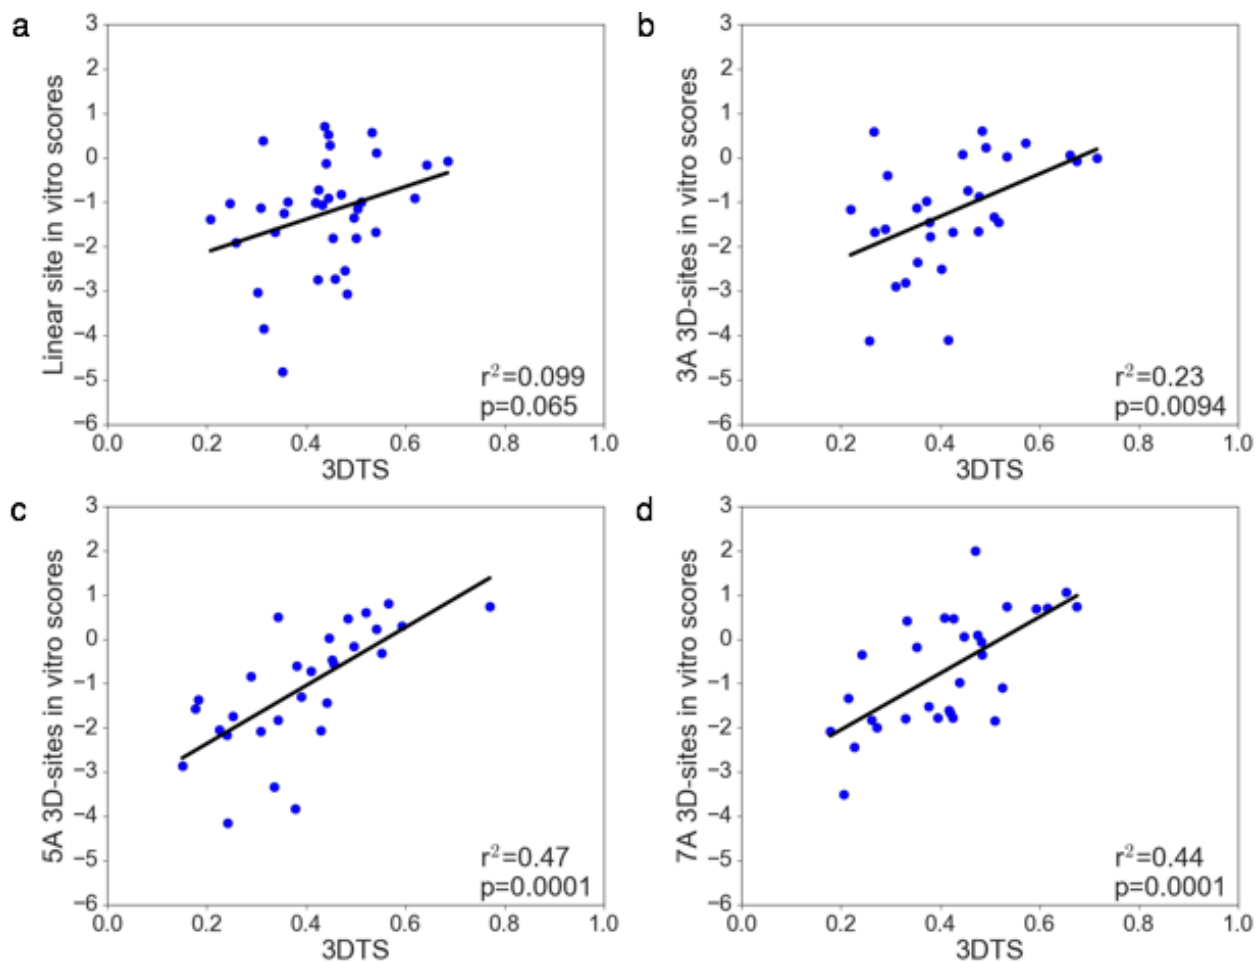 a
3
2
1
0
−1
−2
−3
−4
−5
−6
Linear site in vitro scores
r²=0.099
p=0.065
0.0 0.2 0.4 0.6 0.8 1.0
3DTS
b
3
2
1
0
−1
−2
−3
−4
−5
−6
3A 3D-sites in vitro scores
r²=0.23
p=0.0094
0.0 0.2 0.4 0.6 0.8 1.0
3DTS
c
3
2
1
0
−1
−2
−3
−4
−5
−6
5A 3D-sites in vitro scores
r²=0.47
p=0.0001
0.0 0.2 0.4 0.6 0.8 1.0
3DTS
d
3
2
1
0
−1
−2
−3
−4
−5
−6
7A 3D-sites in vitro scores
r²=0.44
p=0.0001
0.0 0.2 0.4 0.6 0.8 1.0
3DTS